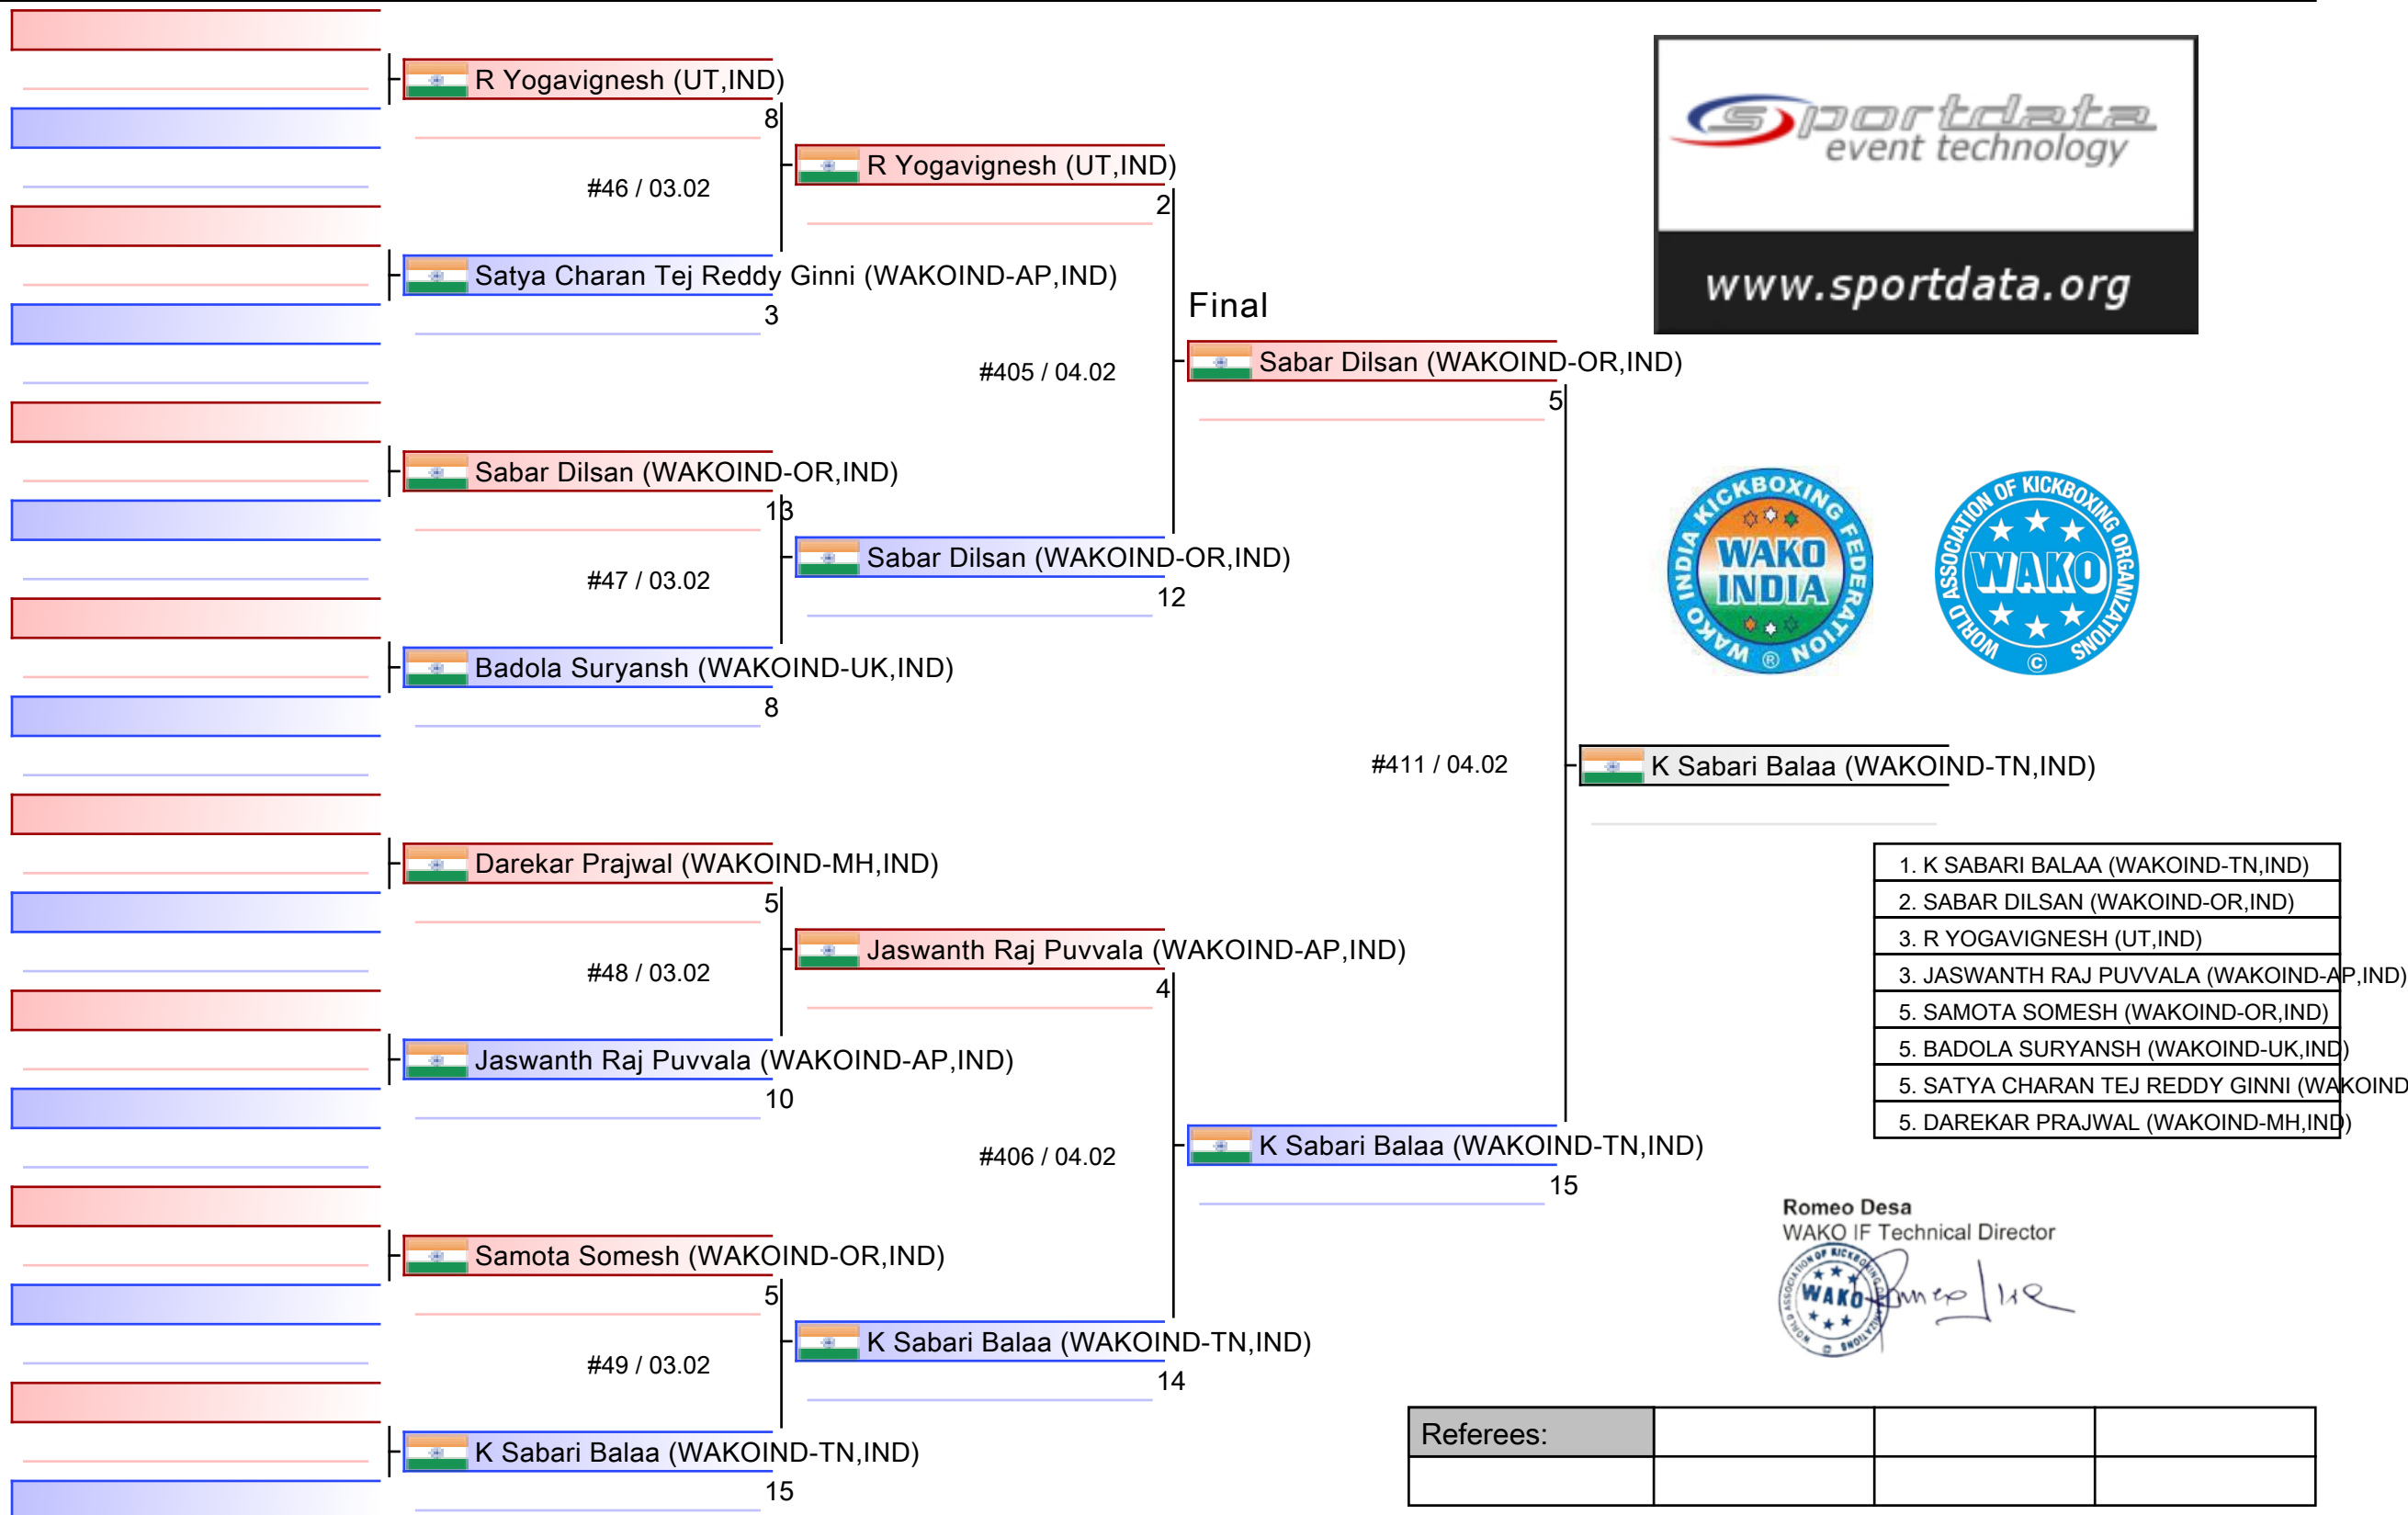 R Yogavignesh (UT,IND)
8
#46 / 03.02
Satya Charan Tej Reddy Ginni (WAKOIND-AP,IND)
3
Sabar Dilsan (WAKOIND-OR,IND)
13
#47 / 03.02
Badola Suryansh (WAKOIND-UK,IND)
8
Darekar Prajwal (WAKOIND-MH,IND)
5
#48 / 03.02
Jaswanth Raj Puvvala (WAKOIND-AP,IND)
10
Samota Somesh (WAKOIND-OR,IND)
5
#49 / 03.02
K Sabari Balaa (WAKOIND-TN,IND)
15
R Yogavignesh (UT,IND)
2
#405 / 04.02
Sabar Dilsan (WAKOIND-OR,IND)
12
Jaswanth Raj Puvvala (WAKOIND-AP,IND)
4
#406 / 04.02
K Sabari Balaa (WAKOIND-TN,IND)
14
Final
Sabar Dilsan (WAKOIND-OR,IND)
5
#411 / 04.02
K Sabari Balaa (WAKOIND-TN,IND)
15
K Sabari Balaa (WAKOIND-TN,IND)
sportdata
event technology
www.sportdata.org
WAKO INDIA KICKBOXING FEDERATION
WAKO
INDIA
®
WORLD ASSOCIATION OF KICKBOXING ORGANIZATIONS
WAKO
©
1. K SABARI BALAA (WAKOIND-TN,IND)
2. SABAR DILSAN (WAKOIND-OR,IND)
3. R YOGAVIGNESH (UT,IND)
3. JASWANTH RAJ PUVVALA (WAKOIND-AP,IND)
5. SAMOTA SOMESH (WAKOIND-OR,IND)
5. BADOLA SURYANSH (WAKOIND-UK,IND)
5. SATYA CHARAN TEJ REDDY GINNI (WAKOIND
5. DAREKAR PRAJWAL (WAKOIND-MH,IND)
Romeo Desa
WAKO IF Technical Director
WORLD ASSOCIATION OF KICKBOXING ORGANIZATIONS
WAKO
©
Referees: